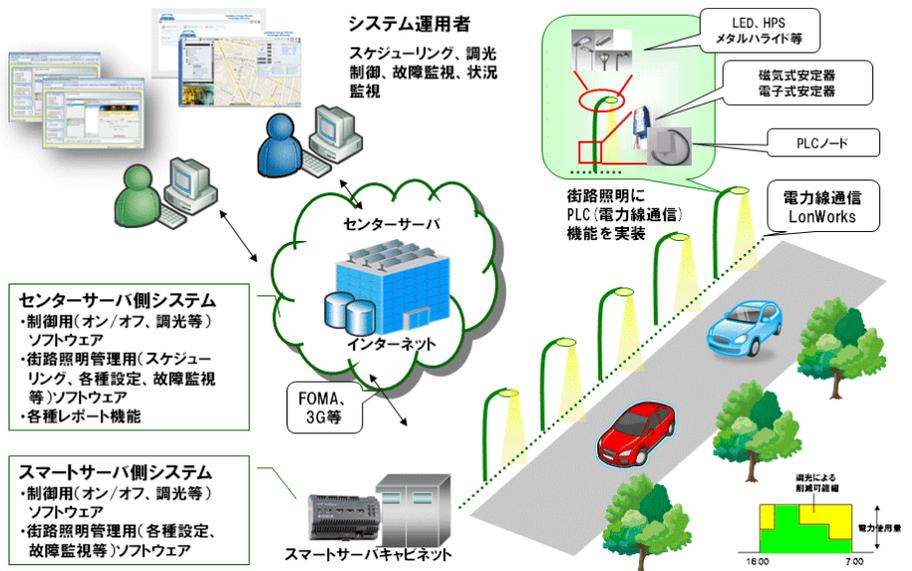 システム運用者
スケジューリング、調光
制御、故障監視、状況
監視
LED、HPS
メタルハライド等
磁気式安定器
電子式安定器
PLCノード
街路照明に
PLC(電力線通信)
機能を実装
電力線通信
LonWorks
センターサーバ
インターネット
センターサーバ側システム
・制御用(オン/オフ、調光等)
ソフトウェア
・街路照明管理用(スケジュー
リング、各種設定、故障監視
等)ソフトウェア
・各種レポート機能
FOMA、
3G等
スマートサーバ側システム
・制御用(オン/オフ、調光等)
ソフトウェア
・街路照明管理用(各種設定、
故障監視等)ソフトウェア
スマートサーバキャビネット
調光による
削減可能幅
電力使用量
16:00
7:00